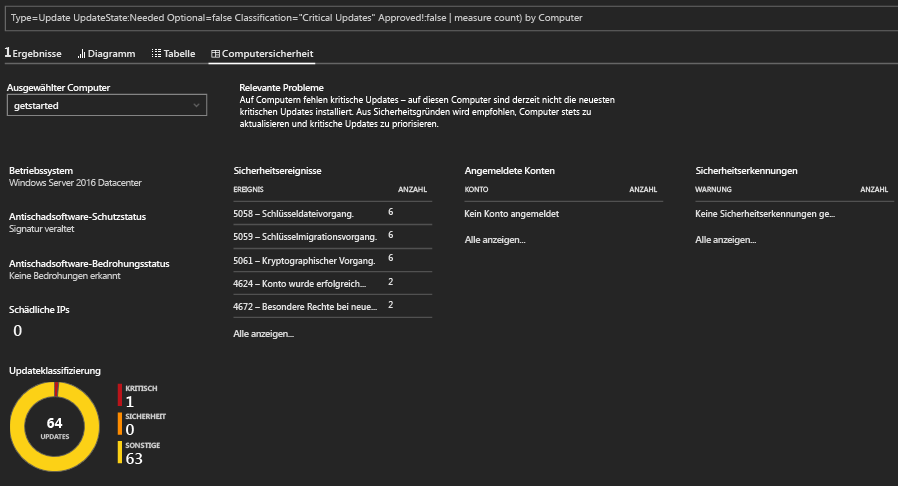 Type=Update UpdateState:Needed Optional=false Classification="Critical Updates" Approved!:false | measure count) by Computer
1 Ergebnisse Diagramm Tabelle Computersicherheit
Ausgewählter Computer
getstarted
Relevante Probleme
Auf Computern fehlen kritische Updates – auf diesen Computer sind derzeit nicht die neuesten
kritischen Updates installiert. Aus Sicherheitsgründen wird empfohlen, Computer stets zu
aktualisieren und kritische Updates zu priorisieren.
Betriebssystem
Windows Server 2016 Datacenter
Antischadsoftware-Schutzstatus
Signatur veraltet
Antischadsoftware-Bedrohungsstatus
Keine Bedrohungen erkannt
Schädliche IPs
0
Sicherheitsereignisse
EREIGNIS ANZAHL
5058 – Schlüsseldateivorgang. 6
5059 – Schlüsselmigrationsvorgang. 6
5061 – Kryptographischer Vorgang. 6
4624 – Konto wurde erfolgreich... 2
4672 – Besondere Rechte bei neue... 2
Alle anzeigen...
Angemeldete Konten
KONTO ANZAHL
Kein Konto angemeldet
Alle anzeigen...
Sicherheitserkennungen
WARNUNG ANZAHL
Keine Sicherheitserkennungen ge...
Alle anzeigen...
Updateklassifizierung
64
UPDATES
KRITISCH
1
SICHERHEIT
0
SONSTIGE
63